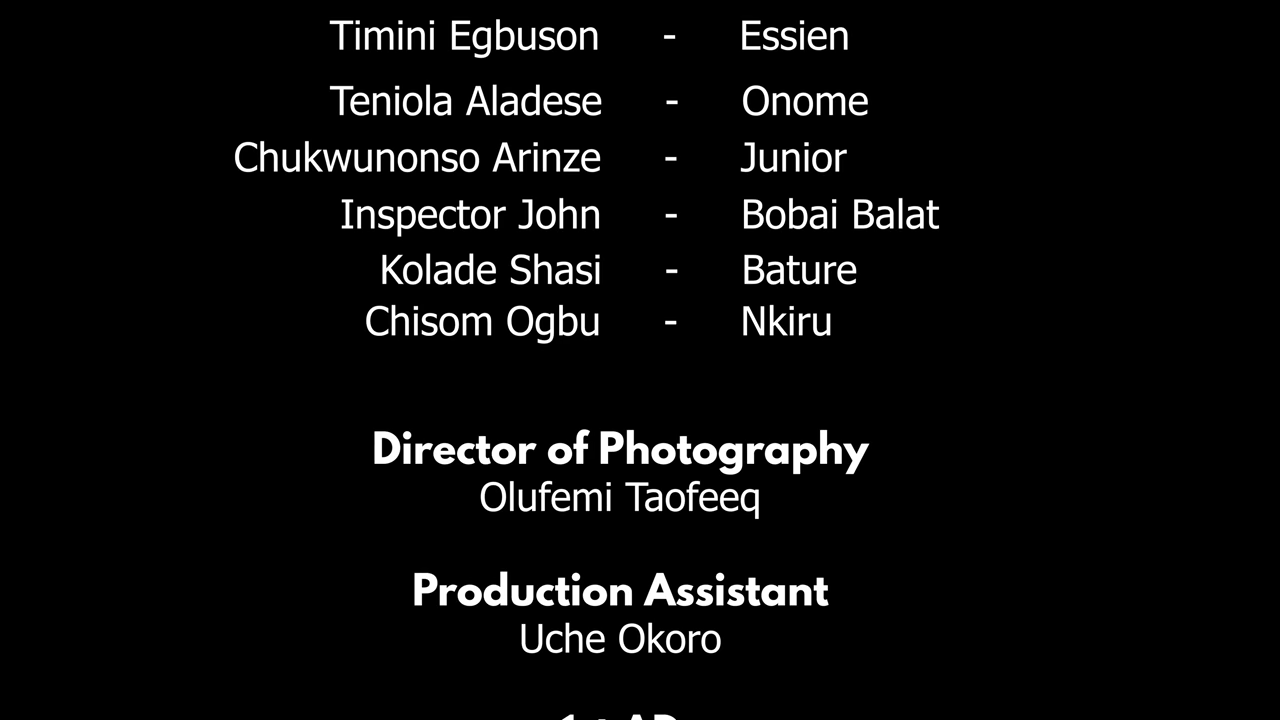 Timini Egbuson - Essien
Teniola Aladese - Onome
Chukwunonso Arinze - Junior
Inspector John - Bobai Balat
Kolade Shasi - Bature
Chisom Ogbu - Nkiru
Director of Photography
Olufemi Taofeeq
Production Assistant
Uche Okoro